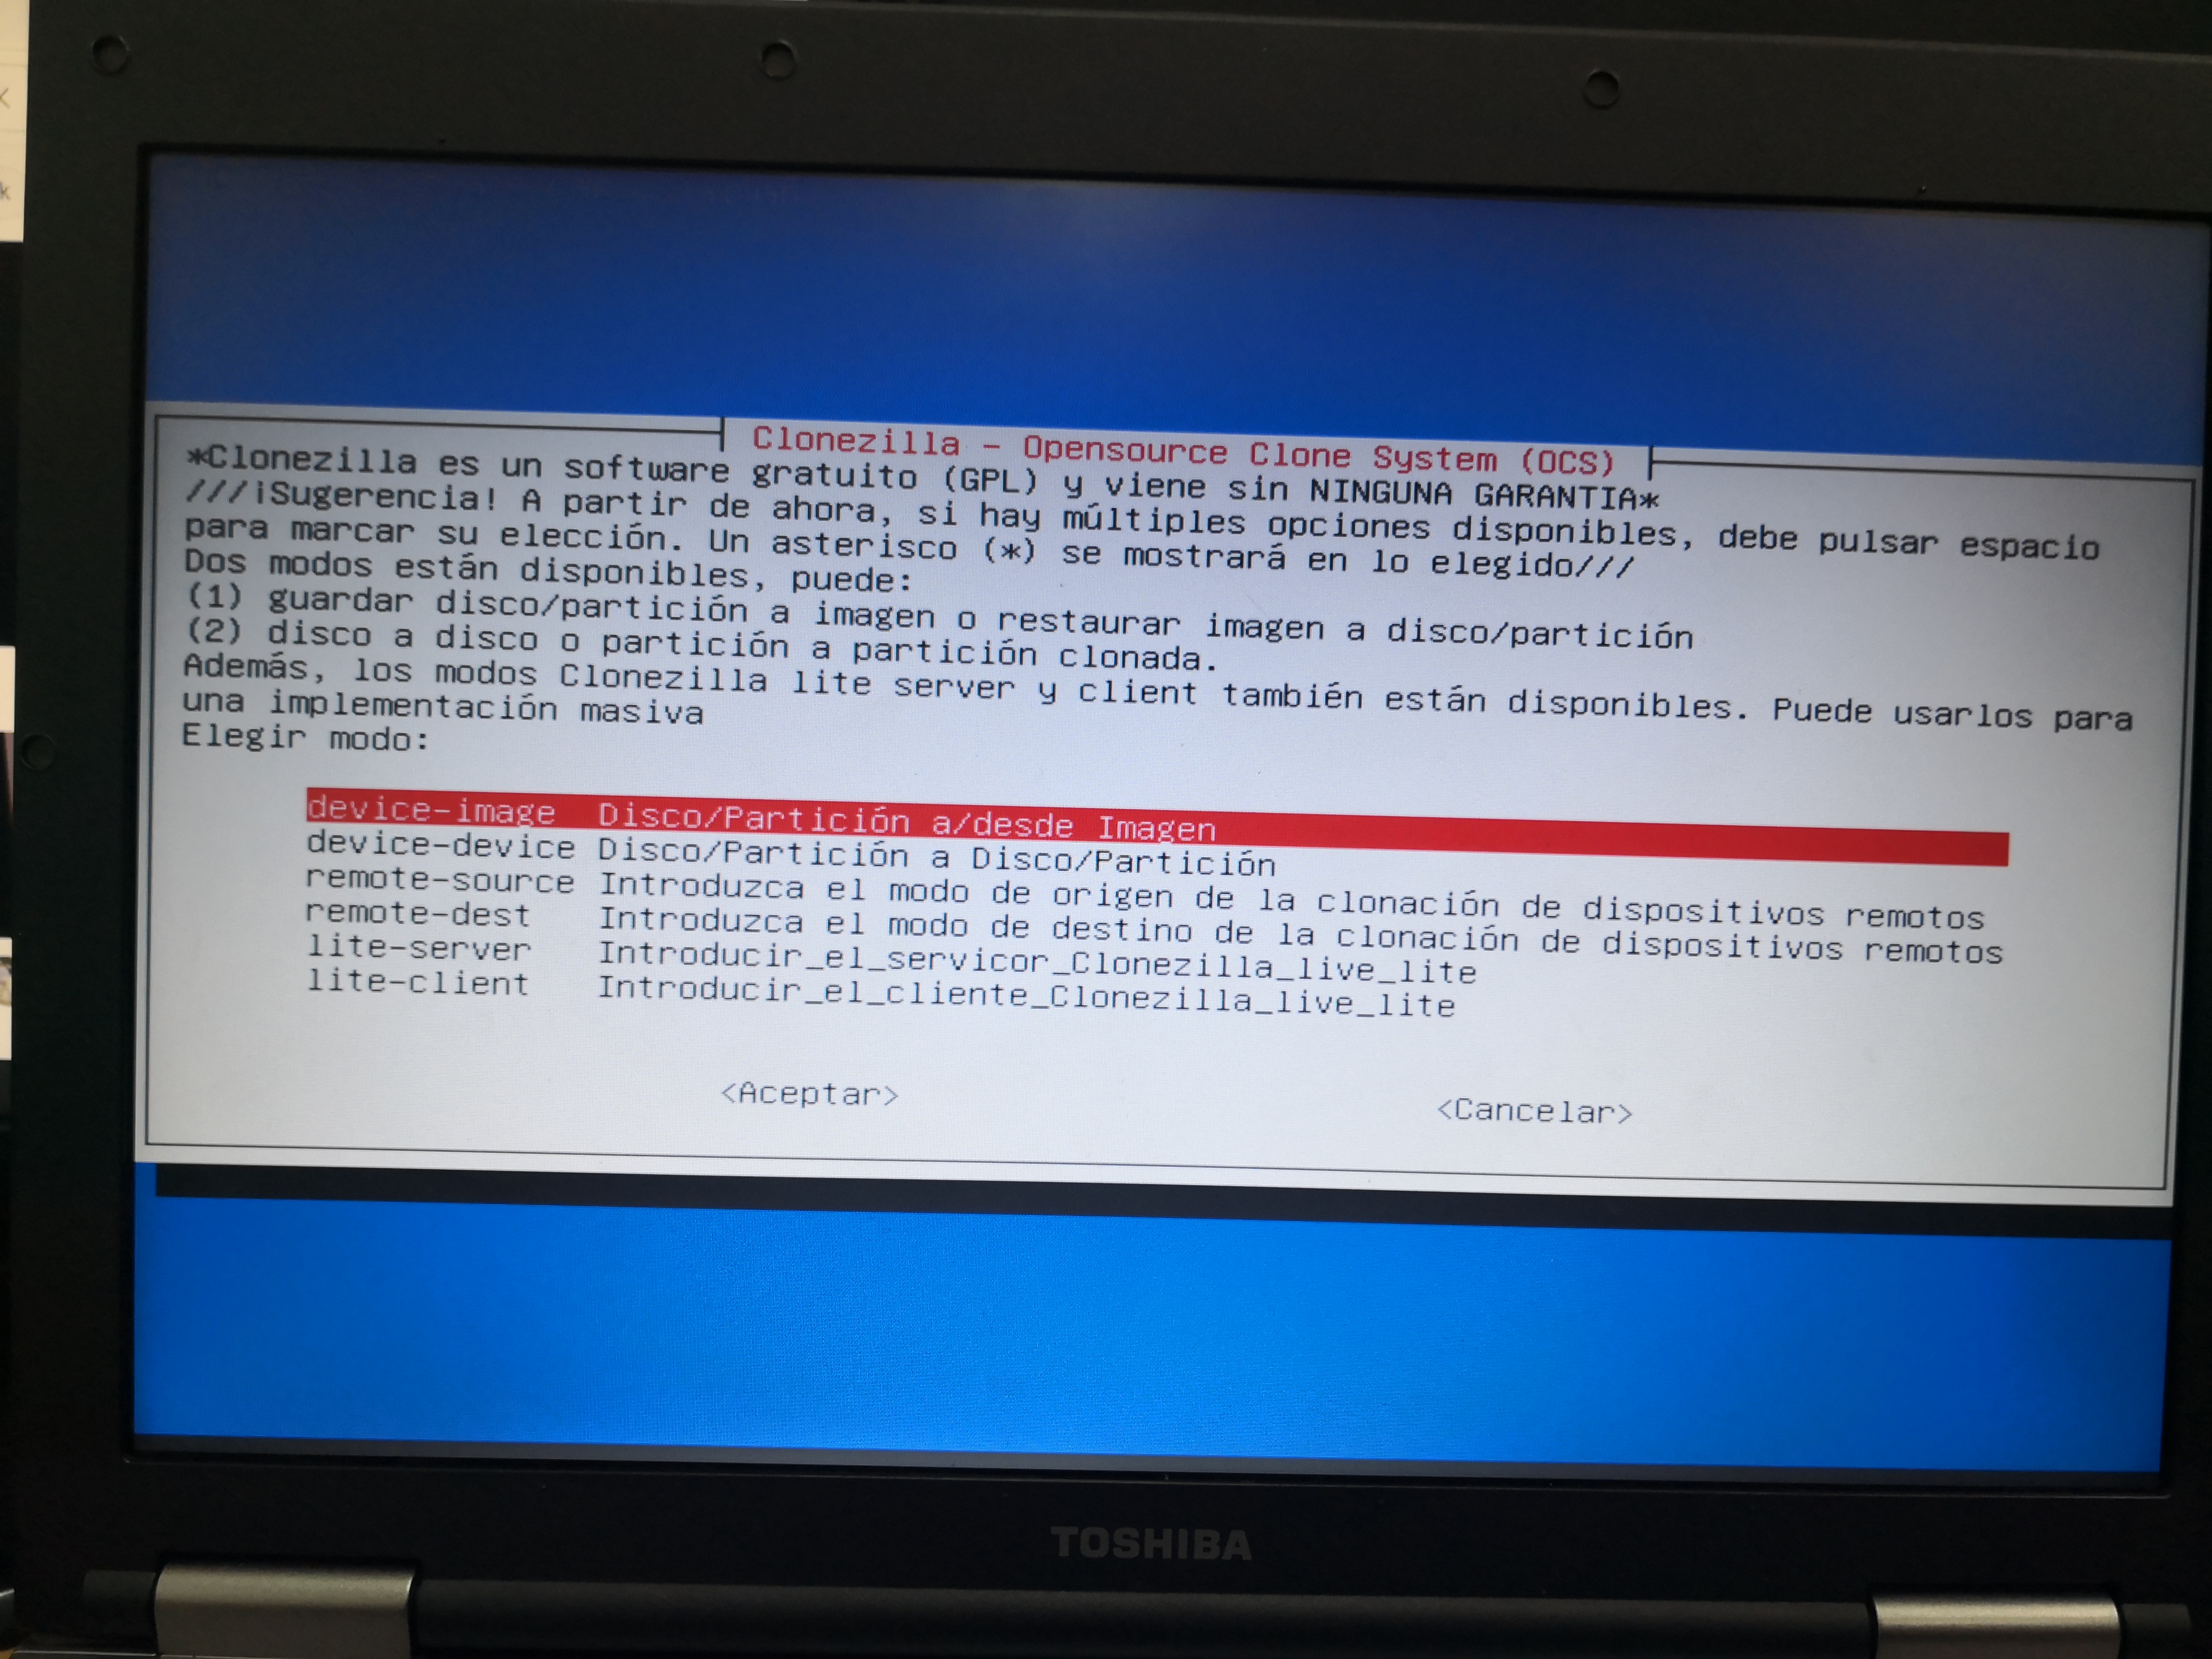 Clonezilla - Opensource Clone System (OCS)
*Clonezilla es un software gratuito (GPL) y viene sin NINGUNA GARANTIA*
///¡Sugerencia! A partir de ahora, si hay múltiples opciones disponibles, debe pulsar espacio
para marcar su elección. Un asterisco (*) se mostrará en lo elegido///
Dos modos están disponibles, puede:
(1) guardar disco/partición a imagen o restaurar imagen a disco/partición
(2) disco a disco o partición a partición clonada.
Además, los modos Clonezilla lite server y client también están disponibles. Puede usarlos para
una implementación masiva
Elegir modo:
device-image Disco/Partición a/desde Imagen
device-device Disco/Partición a Disco/Partición
remote-source Introduzca el modo de origen de la clonación de dispositivos remotos
remote-dest Introduzca el modo de destino de la clonación de dispositivos remotos
lite-server Introducir_el_servicor_Clonezilla_live_lite
lite-client Introducir_el_cliente_Clonezilla_live_lite
<Aceptar> <Cancelar>
TOSHIBA